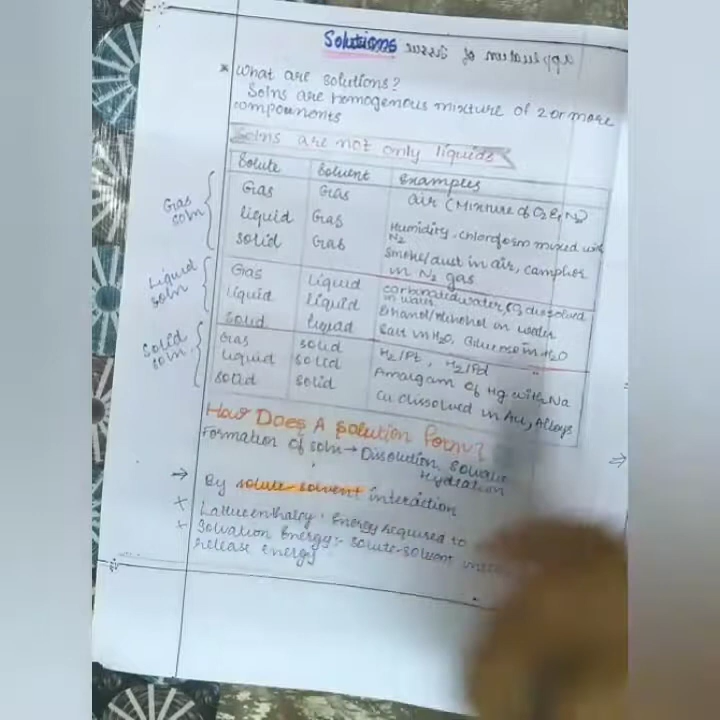 Solutions
* What are solutions?
Solns are homogenous mixture of 2 or more
compounents
Solns are not only liquids
Solute Solvent Examples
Gas soln
Gas Gas air (Mixture of O2 & N2)
liquid Gas Humidity, chloroform mixed with N2
solid Gas Smoke/dust in air, camphor in N2 gas
Liquid soln
Gas Liquid carbonated water, O2 dissolved in water
liquid liquid Ethanol/Methanol in water
Solid liquid Salt in H2O, Glucose in H2O
Solid soln
Gas solid H2/Pt, H2/Pd
liquid solid Amalgam of Hg with Na
solid solid Cu dissolved in Au, Alloys
How Does A Solution Form?
Formation of soln → Dissolution,
Hydration
→ By solute-solvent interaction
Lattice enthalpy: Energy required to
Solvation Energy:- Solute-Solvent
release energy